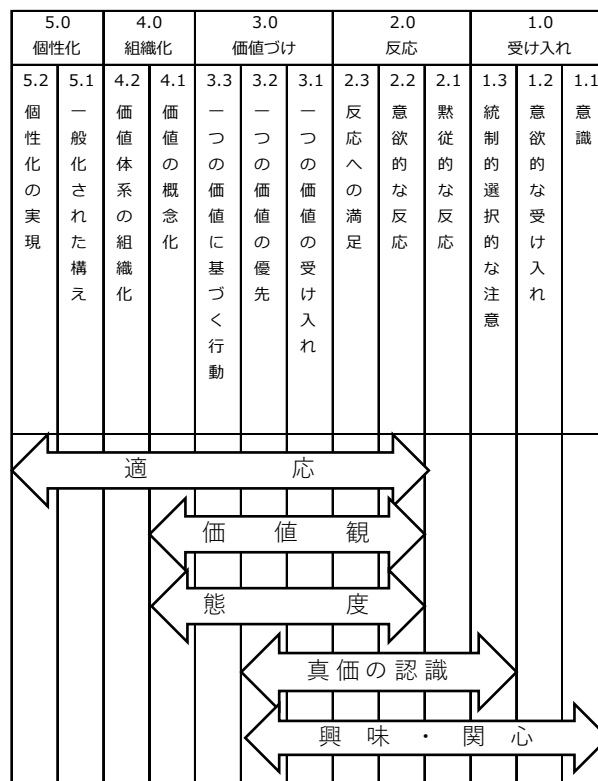 5.0 4.0 3.0 2.0 1.0
個性化 組織化 価値づけ 反応 受け入れ
5.2 5.1 4.2 4.1 3.3 3.2 3.1 2.3 2.2 2.1 1.3 1.2 1.1
個性化の実現
一般化された構え
価値体系の組織化
価値の概念化
一つの価値に基づく行動
一つの価値の優先
一つの価値の受け入れ
反応への満足
意欲的な反応
黙従的な反応
統制的選択的な注意
意欲的な受け入れ
意識
適応
価値観
態度
真価の認識
興味・関心